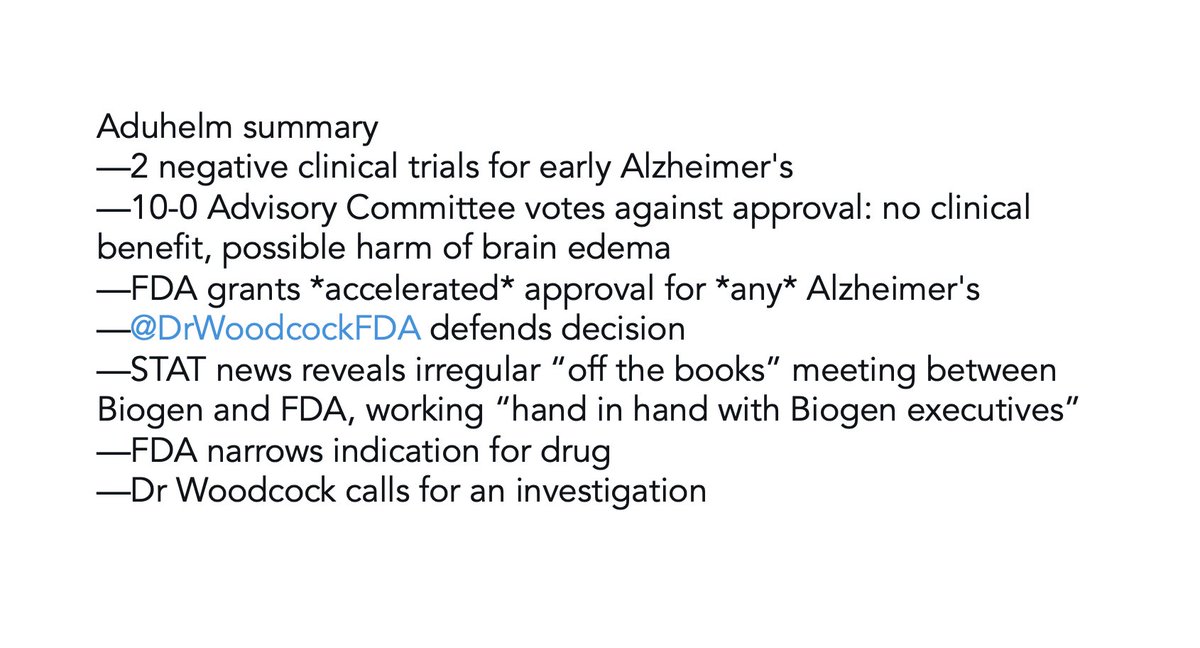 Aduhelm summary
—2 negative clinical trials for early Alzheimer's
—10-0 Advisory Committee votes against approval: no clinical
benefit, possible harm of brain edema
—FDA grants *accelerated* approval for *any* Alzheimer's
—@DrWoodcockFDA defends decision
—STAT news reveals irregular “off the books” meeting between
Biogen and FDA, working “hand in hand with Biogen executives”
—FDA narrows indication for drug
—Dr Woodcock calls for an investigation